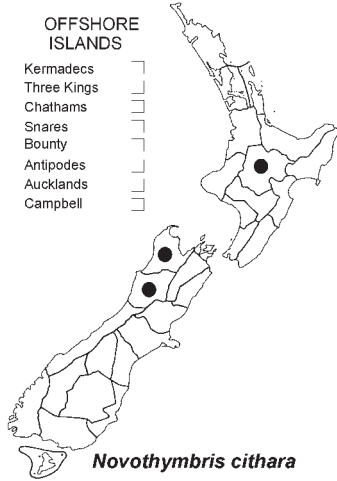 OFFSHORE
ISLANDS
Kermadecs
Three Kings
Chathams
Snares
Bounty
Antipodes
Aucklands
Campbell
Novothymbris cithara